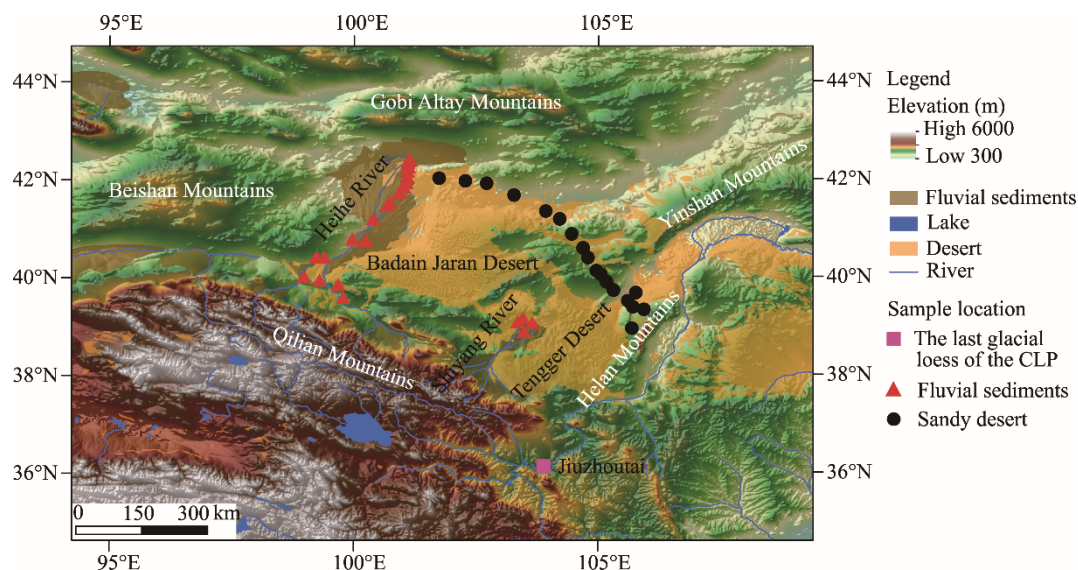 95°E 100°E 105°E
44°N 44°N
Gobi Altay Mountains
42°N 42°N
Beishan Mountains
Heihe River
Yinshan Mountains
40°N 40°N
Badain Jaran Desert
Shiyang River
Tengger Desert
Helan Mountains
Qilian Mountains
38°N 38°N
36°N 36°N
Jiuzhoutai
0 150 300 km
95°E 100°E 105°E
Legend
Elevation (m)
High 6000
Low 300
Fluvial sediments
Lake
Desert
River
Sample location
The last glacial
loess of the CLP
Fluvial sediments
Sandy desert